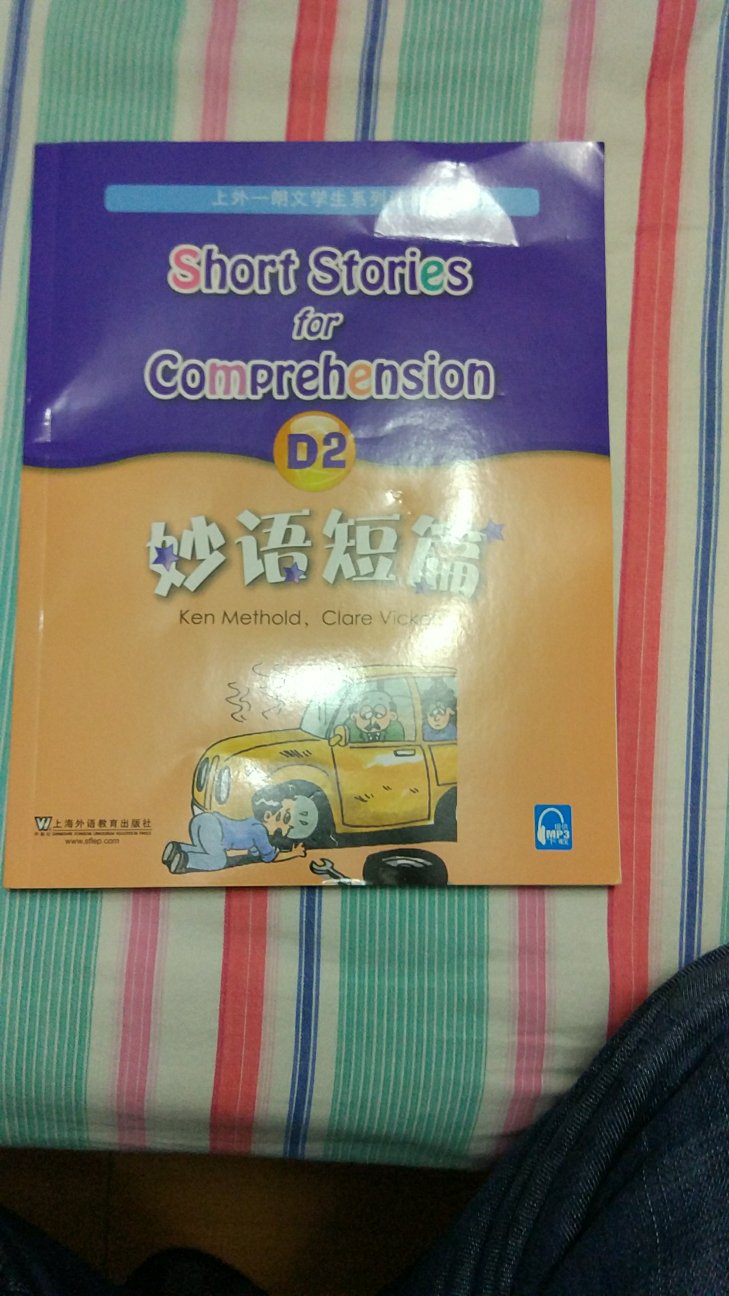 上外—朗文学生系列
Short Stories
for
Comprehension
D2
妙语短篇
Ken Methold、Clare
上海外语教育出版社
www.sflep.com
MP3